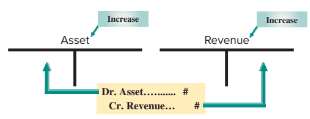 Increase
Increase
Asset
Revenue
Dr. Asset........... #
Cr. Revenue... #